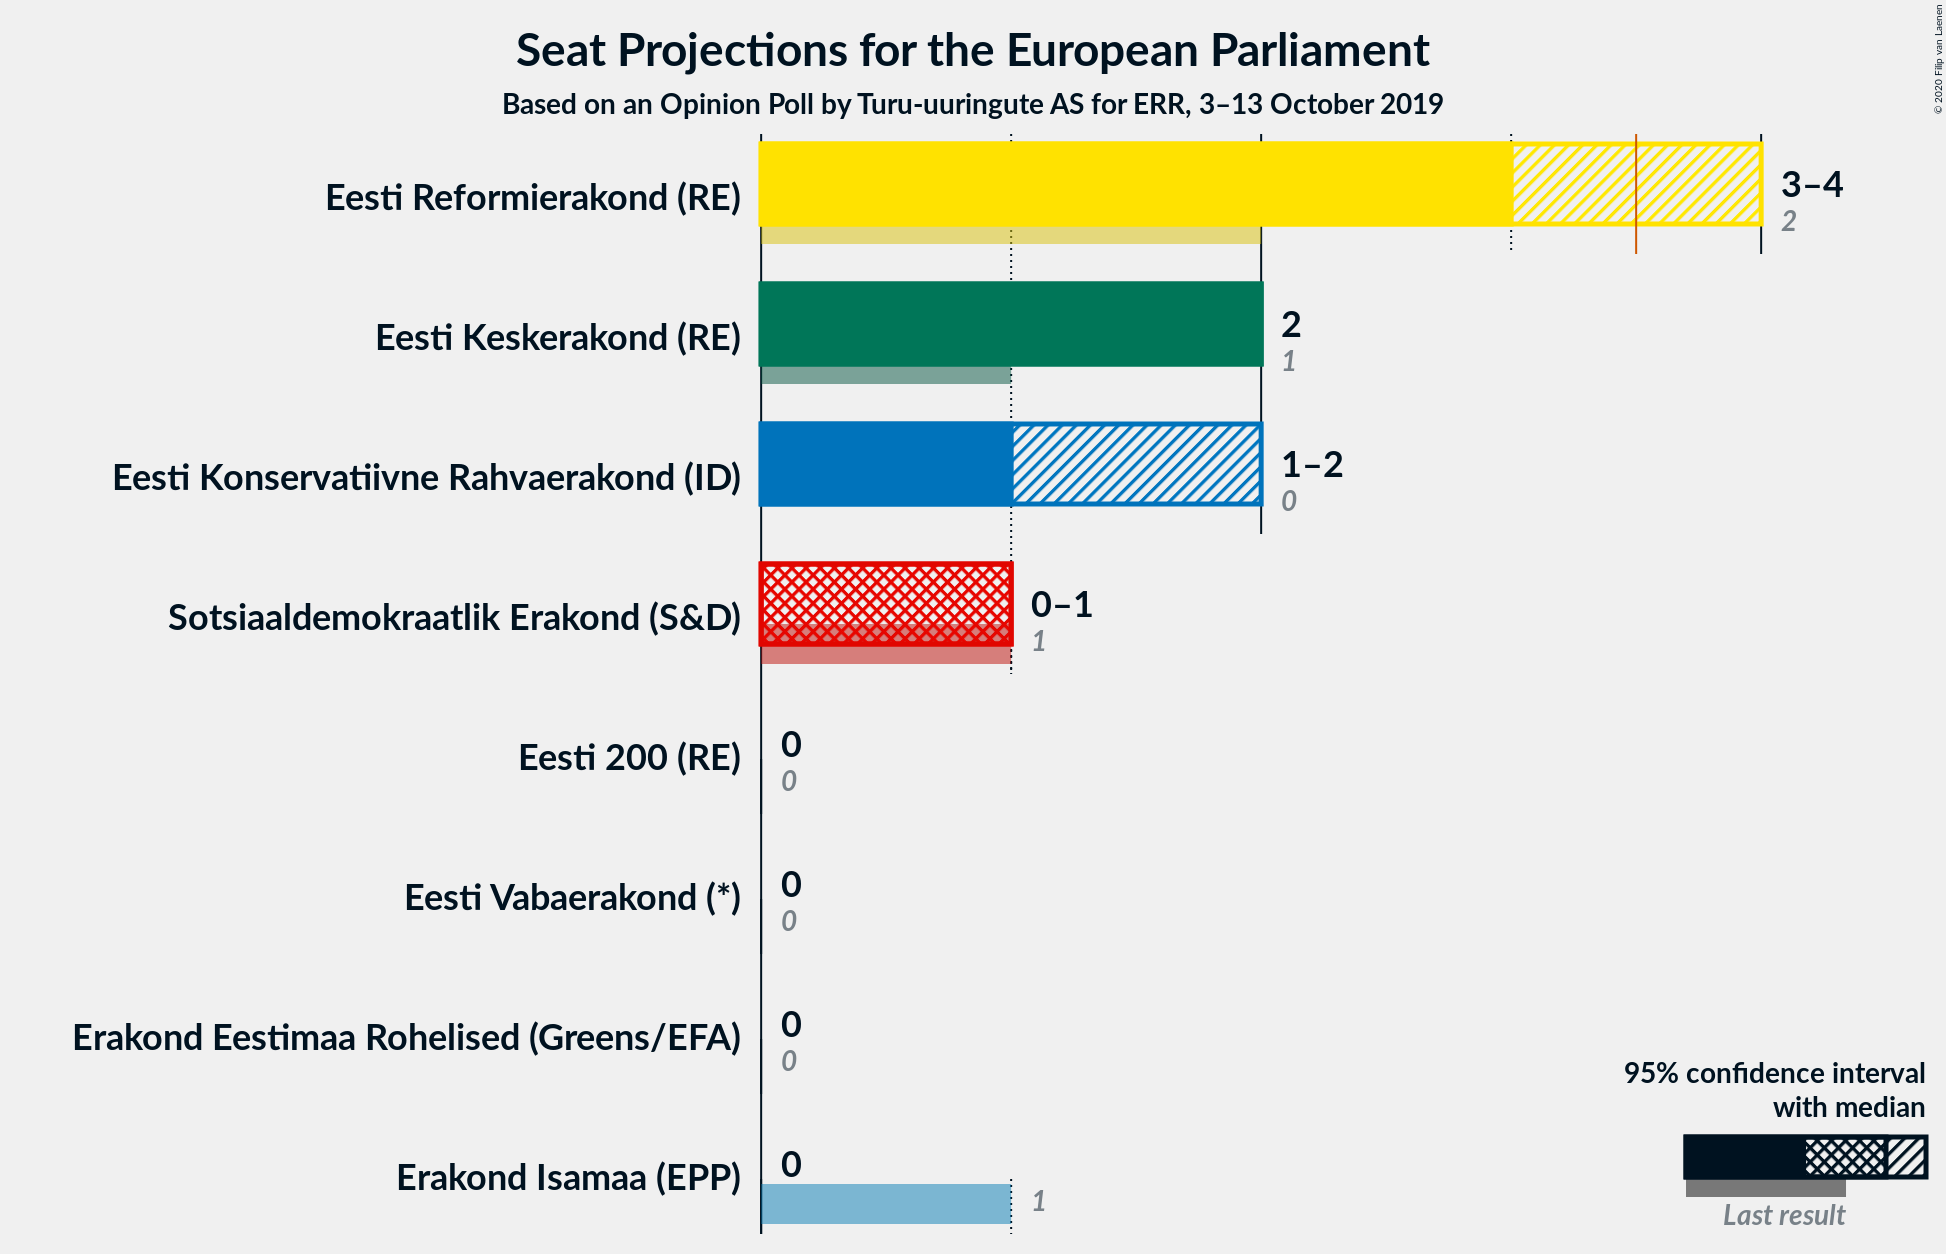 Seat Projections for the European Parliament
Based on an Opinion Poll by Turu-uuringute AS for ERR, 3–13 October 2019
© 2020 Filip van Laenen
Eesti Reformierakond (RE)
3–4
2
Eesti Keskerakond (RE)
2
1
Eesti Konservatiivne Rahvaerakond (ID)
1–2
0
Sotsiaaldemokraatlik Erakond (S&D)
0–1
1
Eesti 200 (RE)
0
0
Eesti Vabaerakond (*)
0
0
Erakond Eestimaa Rohelised (Greens/EFA)
0
0
Erakond Isamaa (EPP)
0
1
95% confidence interval
with median
Last result